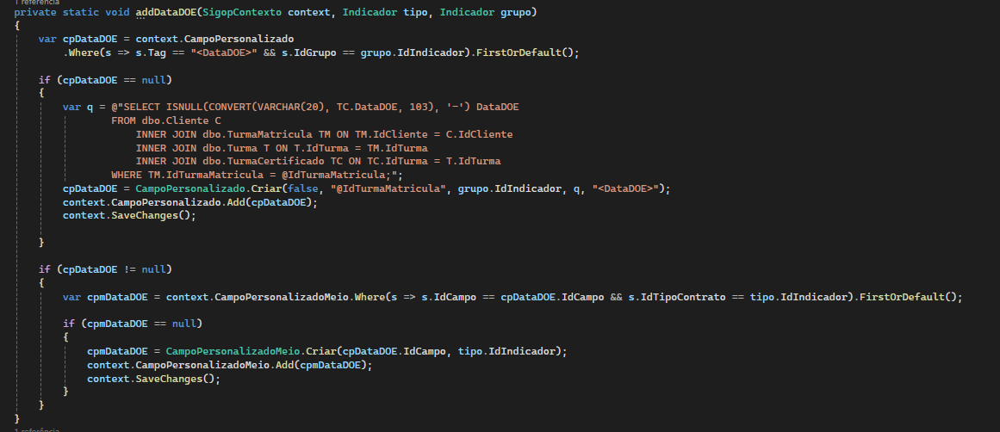 1 referência
private static void addDataDOE(SigopContexto context, Indicador tipo, Indicador grupo)
{
var cpDataDOE = context.CampoPersonalizado
.Where(s => s.Tag == "<DataDOE>" && s.IdGrupo == grupo.IdIndicador).FirstOrDefault();
if (cpDataDOE == null)
{
var q = @"SELECT ISNULL(CONVERT(VARCHAR(20), TC.DataDOE, 103), '-') DataDOE
FROM dbo.Cliente C
INNER JOIN dbo.TurmaMatricula TM ON TM.IdCliente = C.IdCliente
INNER JOIN dbo.Turma T ON T.IdTurma = TM.IdTurma
INNER JOIN dbo.TurmaCertificado TC ON TC.IdTurma = T.IdTurma
WHERE TM.IdTurmaMatricula = @IdTurmaMatricula;";
cpDataDOE = CampoPersonalizado.Criar(false, "@IdTurmaMatricula", grupo.IdIndicador, q, "<DataDOE>");
context.CampoPersonalizado.Add(cpDataDOE);
context.SaveChanges();
}
if (cpDataDOE != null)
{
var cpmDataDOE = context.CampoPersonalizadoMeio.Where(s => s.IdCampo == cpDataDOE.IdCampo && s.IdTipoContrato == tipo.IdIndicador).FirstOrDefault();
if (cpmDataDOE == null)
{
cpmDataDOE = CampoPersonalizadoMeio.Criar(cpDataDOE.IdCampo, tipo.IdIndicador);
context.CampoPersonalizadoMeio.Add(cpmDataDOE);
context.SaveChanges();
}
}
}
1 referência